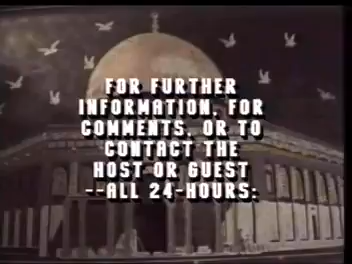 FOR FURTHER
INFORMATION, FOR
COMMENTS, OR TO
CONTACT THE
HOST OR GUEST
--ALL 24-HOURS: